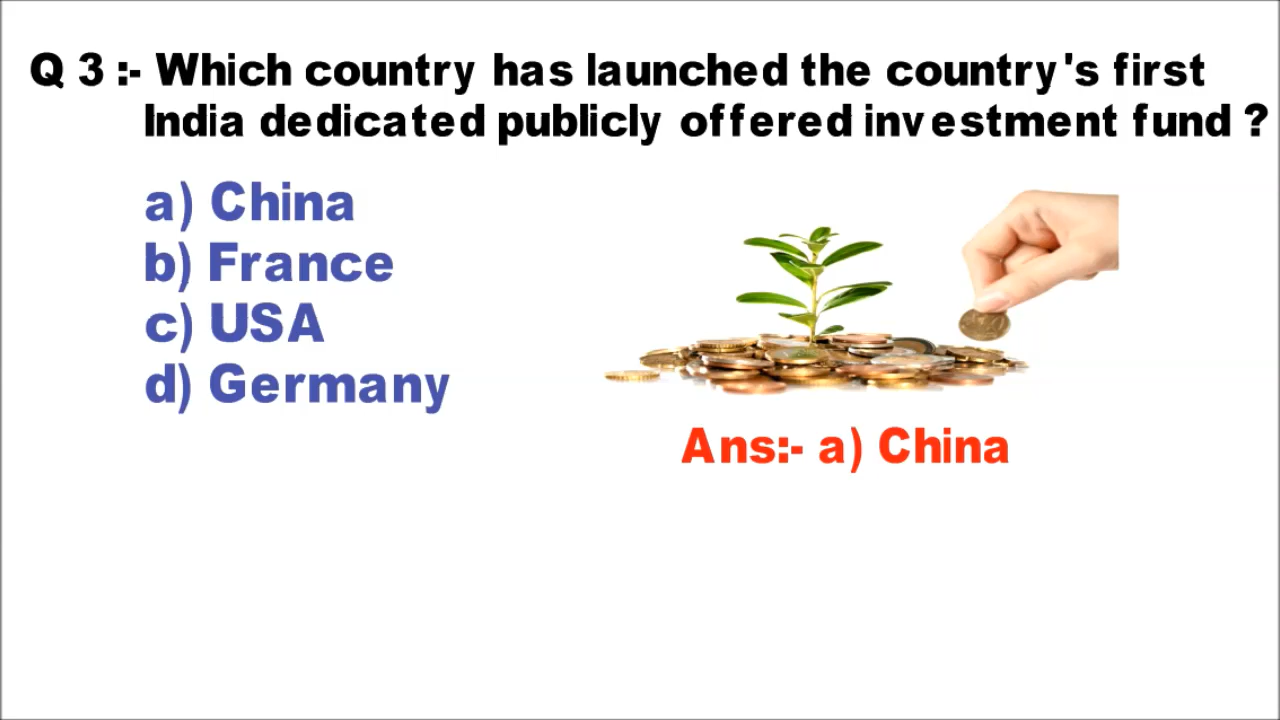 Q 3 :- Which country has launched the country's first
India dedicated publicly offered investment fund ?
a) China
b) France
c) USA
d) Germany
Ans:- a) China